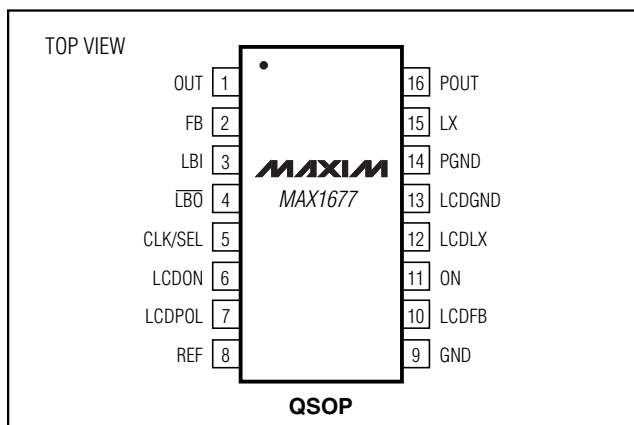 TOP VIEW
OUT 1
FB 2
LBI 3
L̅B̅O̅ 4
CLK/SEL 5
LCDON 6
LCDPOL 7
REF 8
MAXIM
MAX1677
16 POUT
15 LX
14 PGND
13 LCDGND
12 LCDLX
11 ON
10 LCDFB
9 GND
QSOP